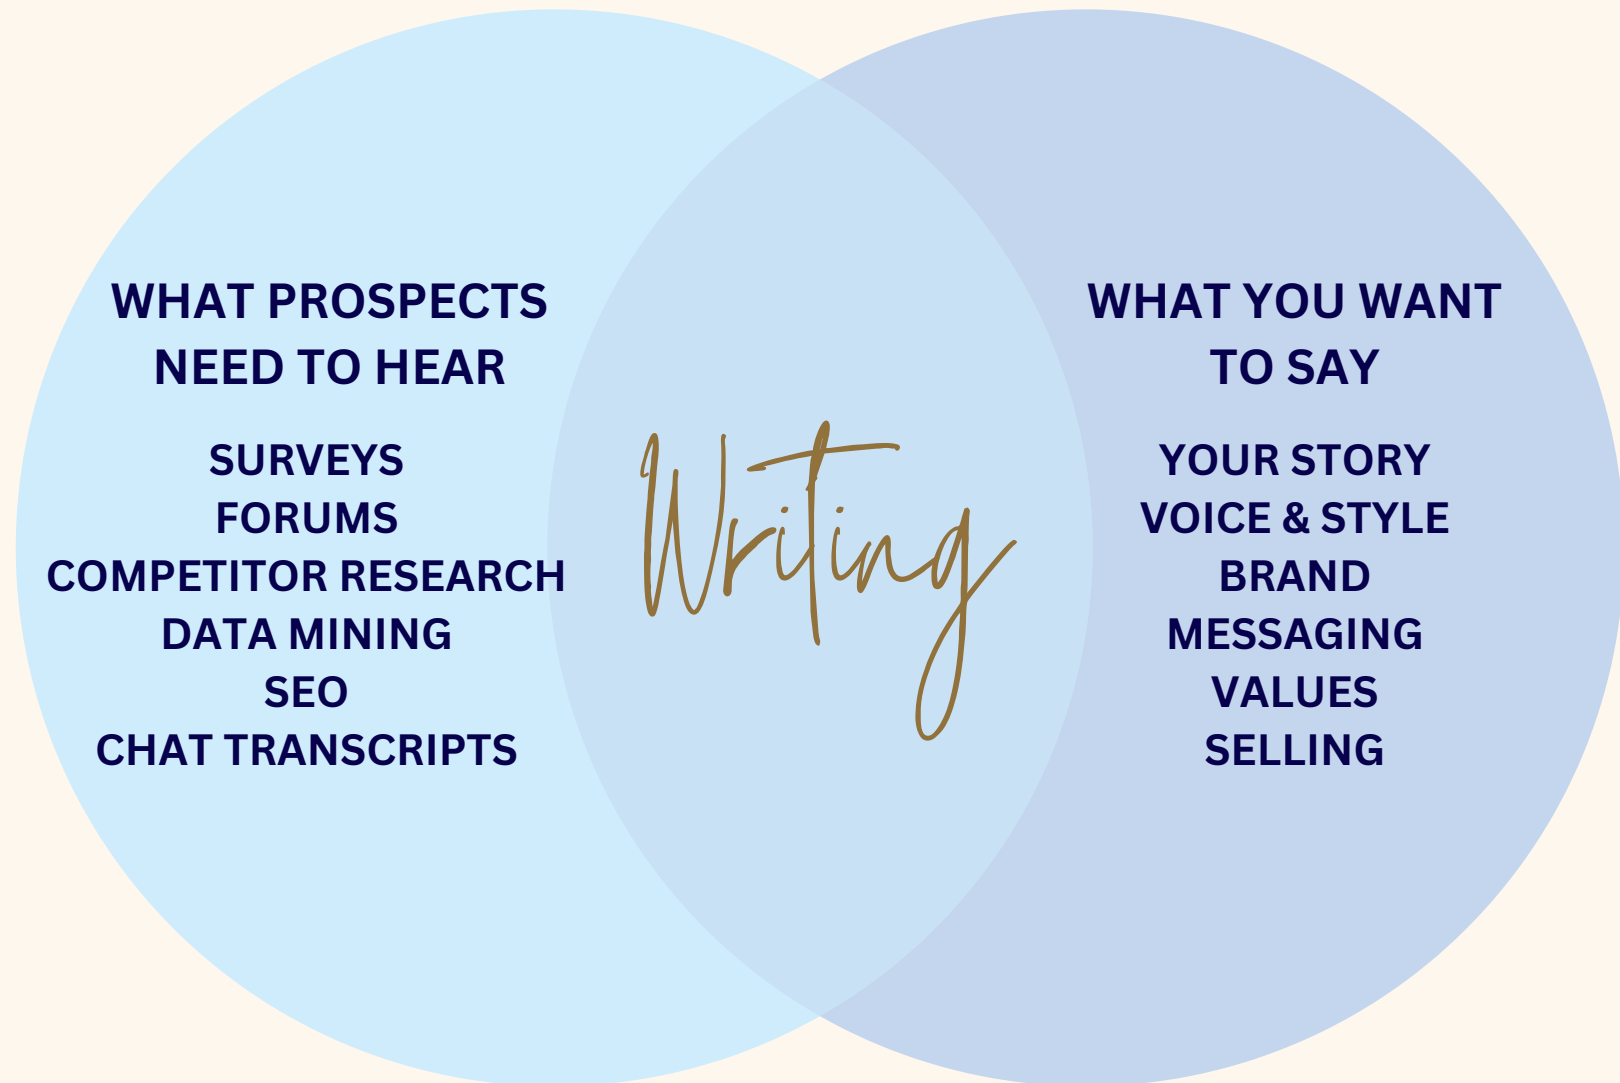 WHAT PROSPECTS
NEED TO HEAR
SURVEYS
FORUMS
COMPETITOR RESEARCH
DATA MINING
SEO
CHAT TRANSCRIPTS
Writing
WHAT YOU WANT
TO SAY
YOUR STORY
VOICE & STYLE
BRAND
MESSAGING
VALUES
SELLING